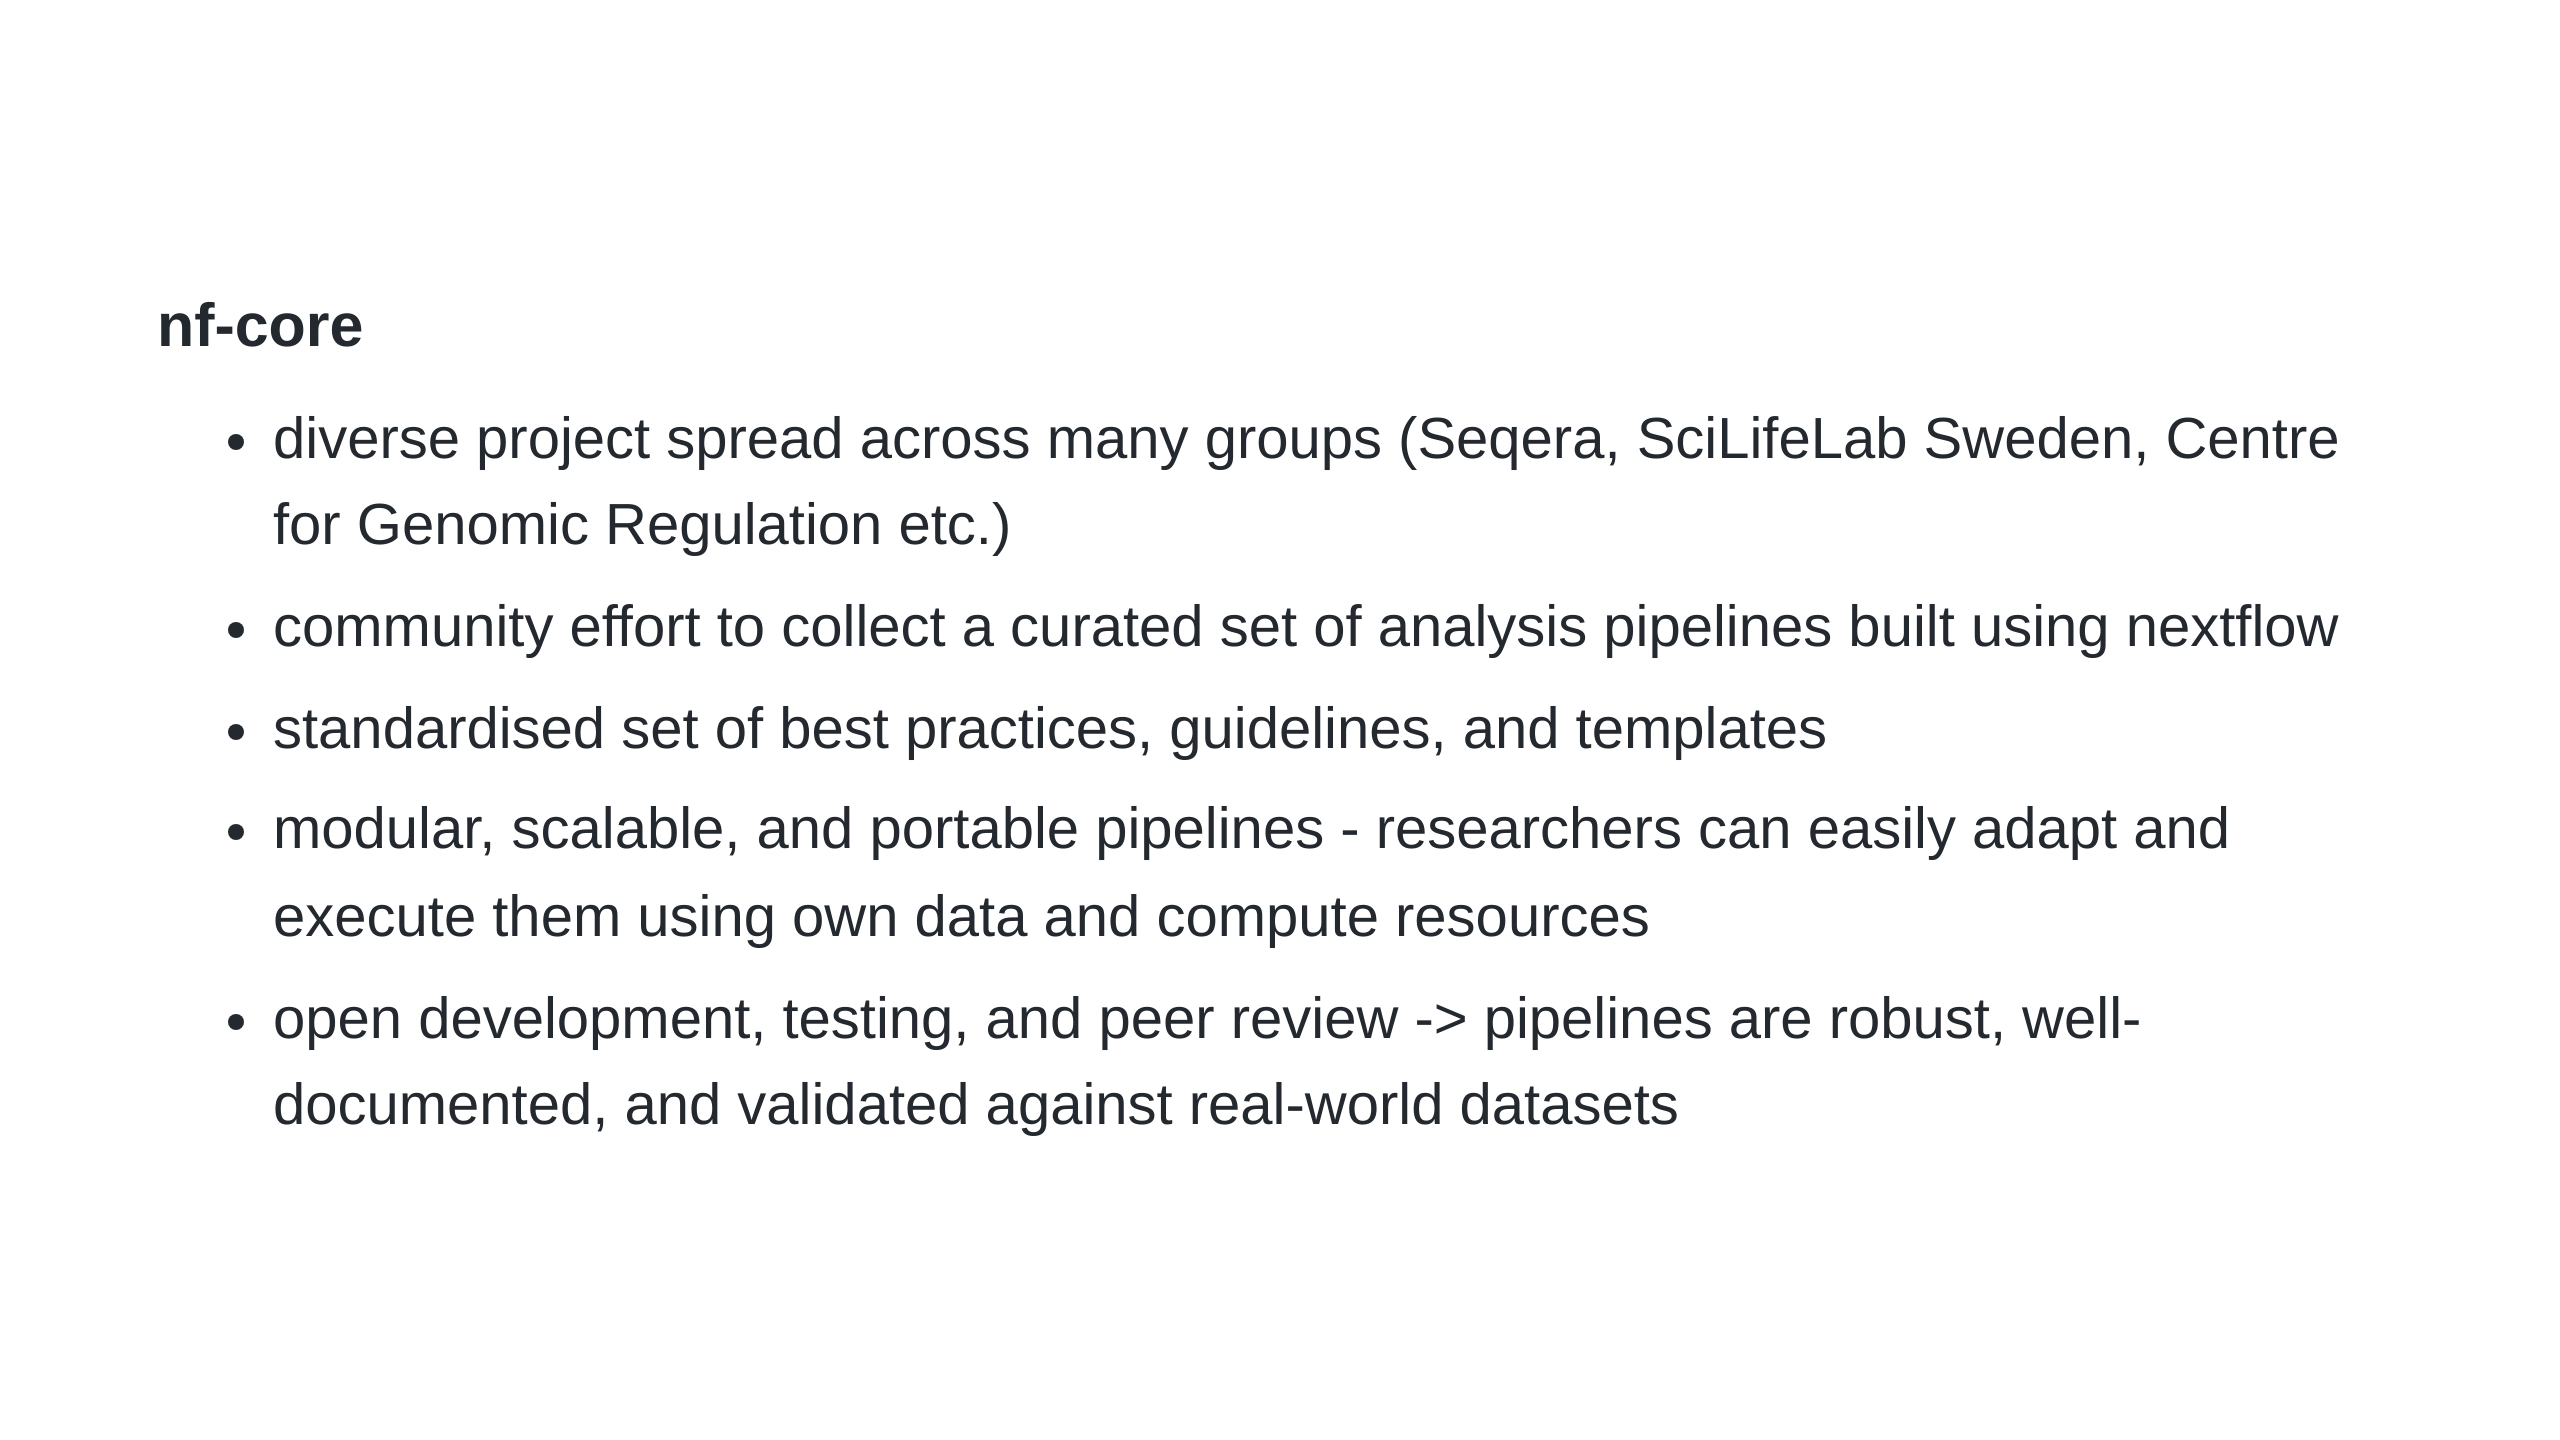 nf-core
• diverse project spread across many groups (Seqera, SciLifeLab Sweden, Centre
for Genomic Regulation etc.)
• community effort to collect a curated set of analysis pipelines built using nextflow
• standardised set of best practices, guidelines, and templates
• modular, scalable, and portable pipelines - researchers can easily adapt and
execute them using own data and compute resources
• open development, testing, and peer review -> pipelines are robust, well-
documented, and validated against real-world datasets